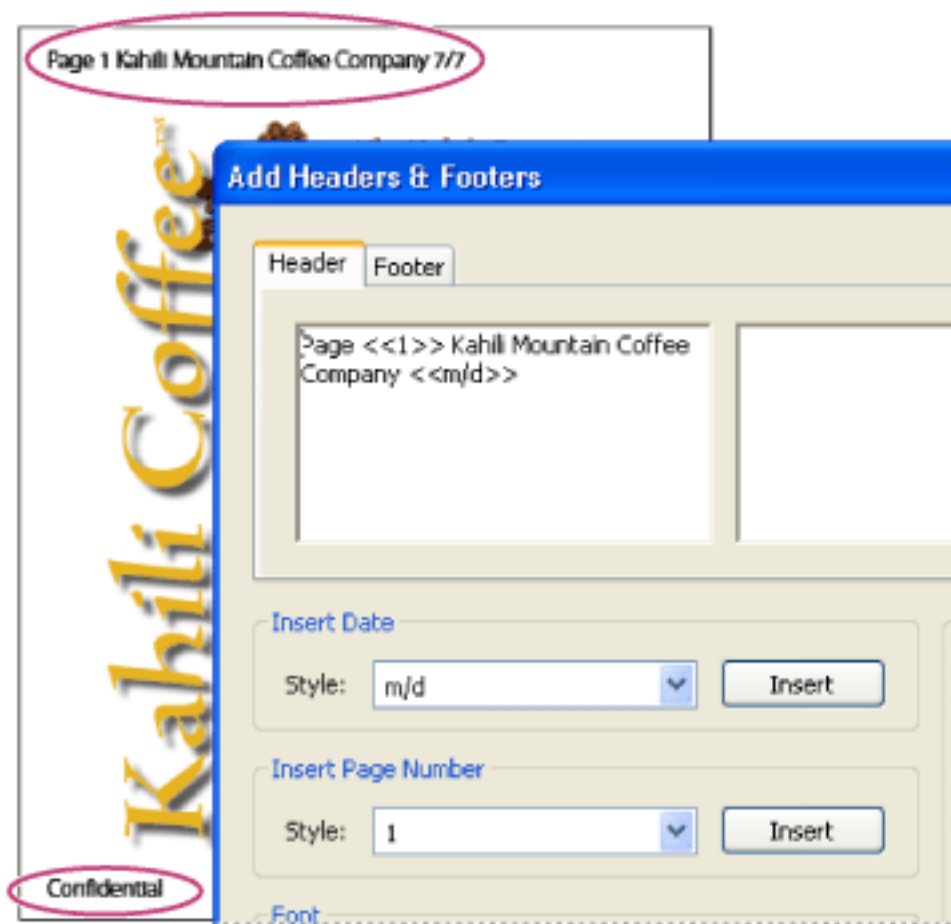 Page 1 Kahili Mountain Coffee Company 7/7
Kahili Coffee™
Add Headers & Footers
Header
Footer
Page <<1>> Kahili Mountain Coffee
Company <<m/d>>
Insert Date
Style:
m/d
Insert
Insert Page Number
Style:
1
Insert
Font
Confidential